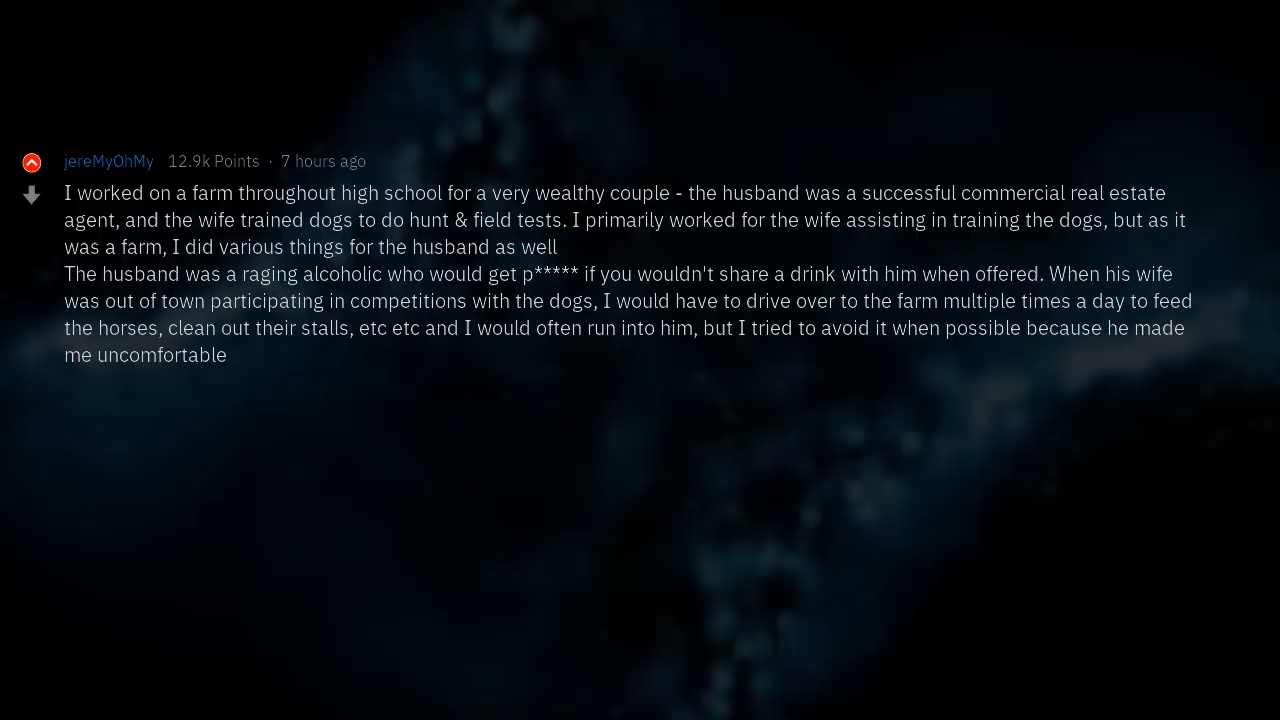 jereMyOhMy 12.9k Points · 7 hours ago
I worked on a farm throughout high school for a very wealthy couple - the husband was a successful commercial real estate
agent, and the wife trained dogs to do hunt & field tests. I primarily worked for the wife assisting in training the dogs, but as it
was a farm, I did various things for the husband as well
The husband was a raging alcoholic who would get p***** if you wouldn't share a drink with him when offered. When his wife
was out of town participating in competitions with the dogs, I would have to drive over to the farm multiple times a day to feed
the horses, clean out their stalls, etc etc and I would often run into him, but I tried to avoid it when possible because he made
me uncomfortable